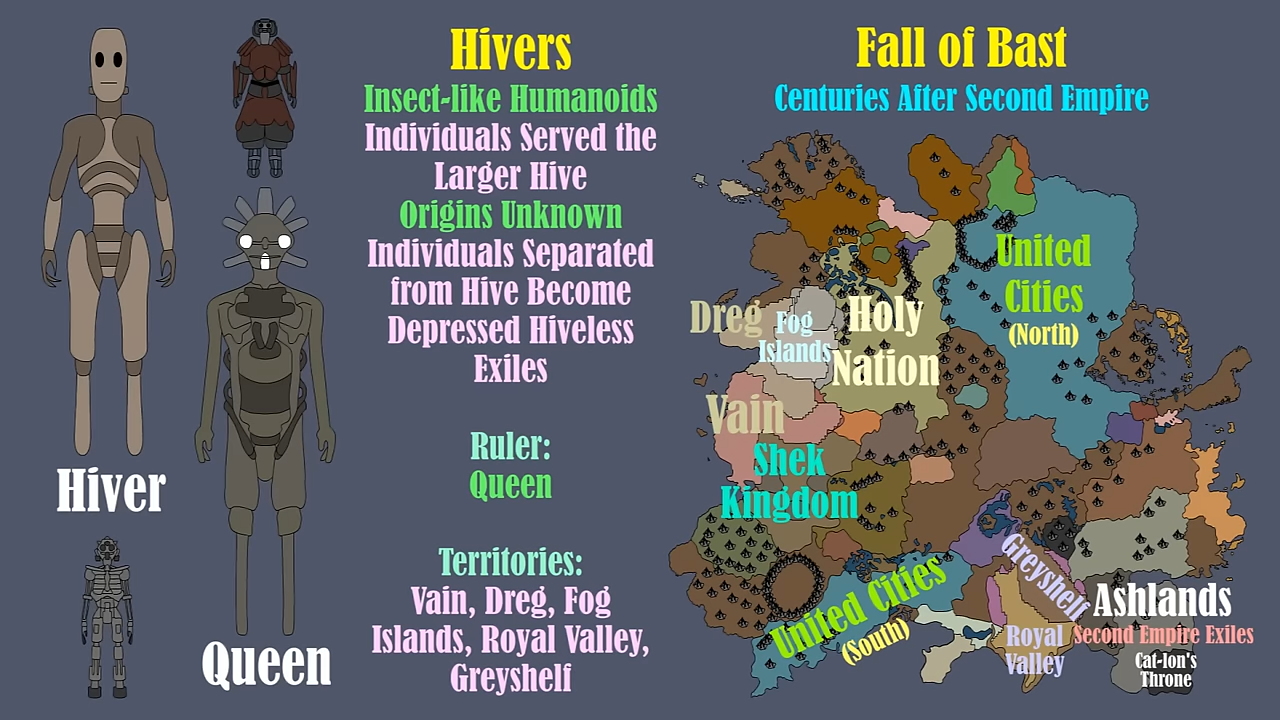 Hivers
Insect-like Humanoids
Individuals Served the
Larger Hive
Origins Unknown
Individuals Separated
from Hive Become
Depressed Hiveless
Exiles
Ruler:
Queen
Territories:
Vain, Dreg, Fog
Islands, Royal Valley,
Greyshelf
Hiver
Queen
Fall of Bast
Centuries After Second Empire
United
Cities
(North)
Dreg
Fog
Islands
Holy
Nation
Vain
Shek
Kingdom
United Cities
(South)
Greyshelf
Royal
Valley
Ashlands
Second Empire Exiles
Cat-lon's
Throne